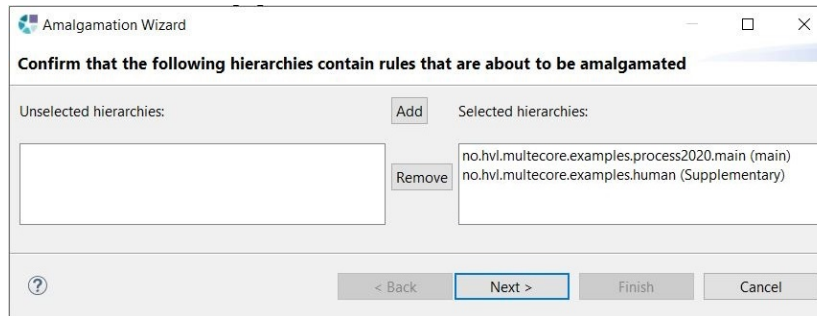 Amalgamation Wizard
Confirm that the following hierarchies contain rules that are about to be amalgamated
Unselected hierarchies:
Add
Selected hierarchies:
no.hvl.multecore.examples.process2020.main (main)
Remove
no.hvl.multecore.examples.human (Supplementary)
?
< Back
Next >
Finish
Cancel